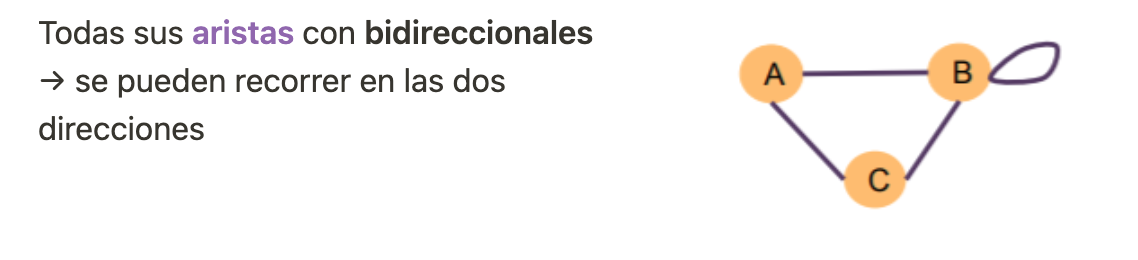 Todas sus aristas con bidireccionales
→ se pueden recorrer en las dos
direcciones
A
B
C